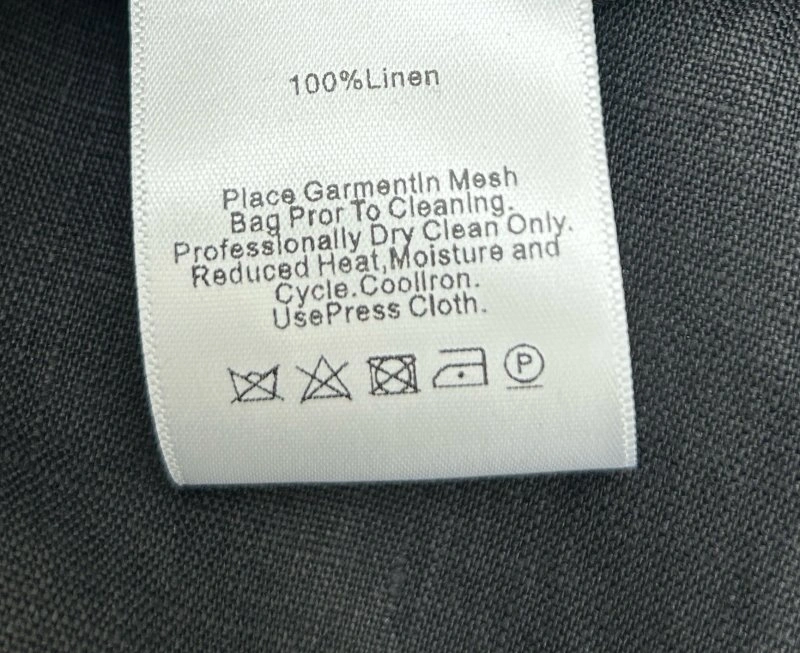 100%Linen
Place GarmentIn Mesh
Bag Pror To CleanIng.
Professionally Dry Clean Only.
Reduced Heat,Moisture and
Cycle.CoolIron.
UsePress Cloth.
P